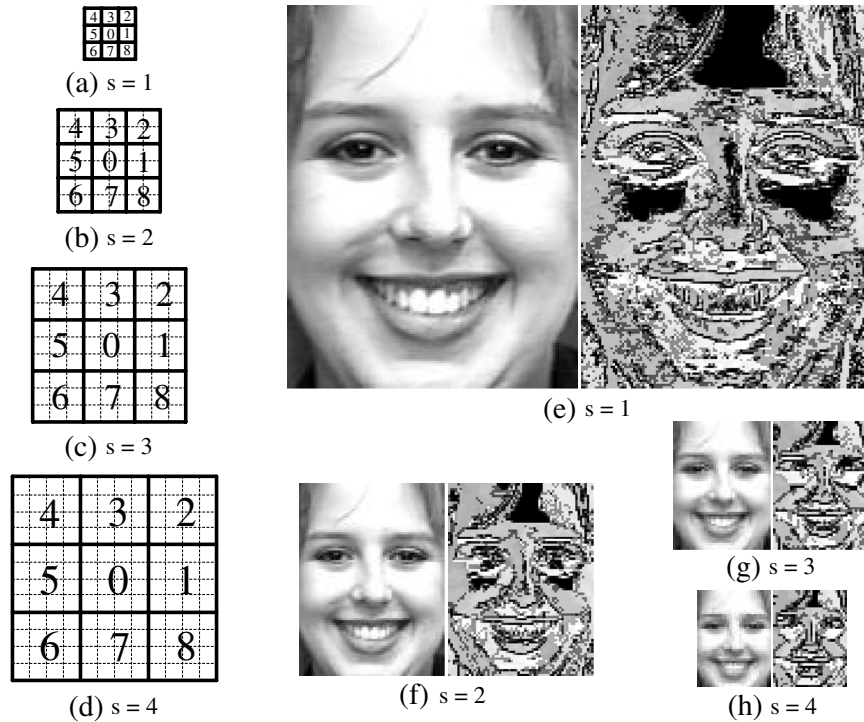 4 3 2
5 0 1
6 7 8
(a) s = 1
4 3 2
5 0 1
6 7 8
(b) s = 2
4 3 2
5 0 1
6 7 8
(c) s = 3
4 3 2
5 0 1
6 7 8
(d) s = 4
(e) s = 1
(f) s = 2
(g) s = 3
(h) s = 4